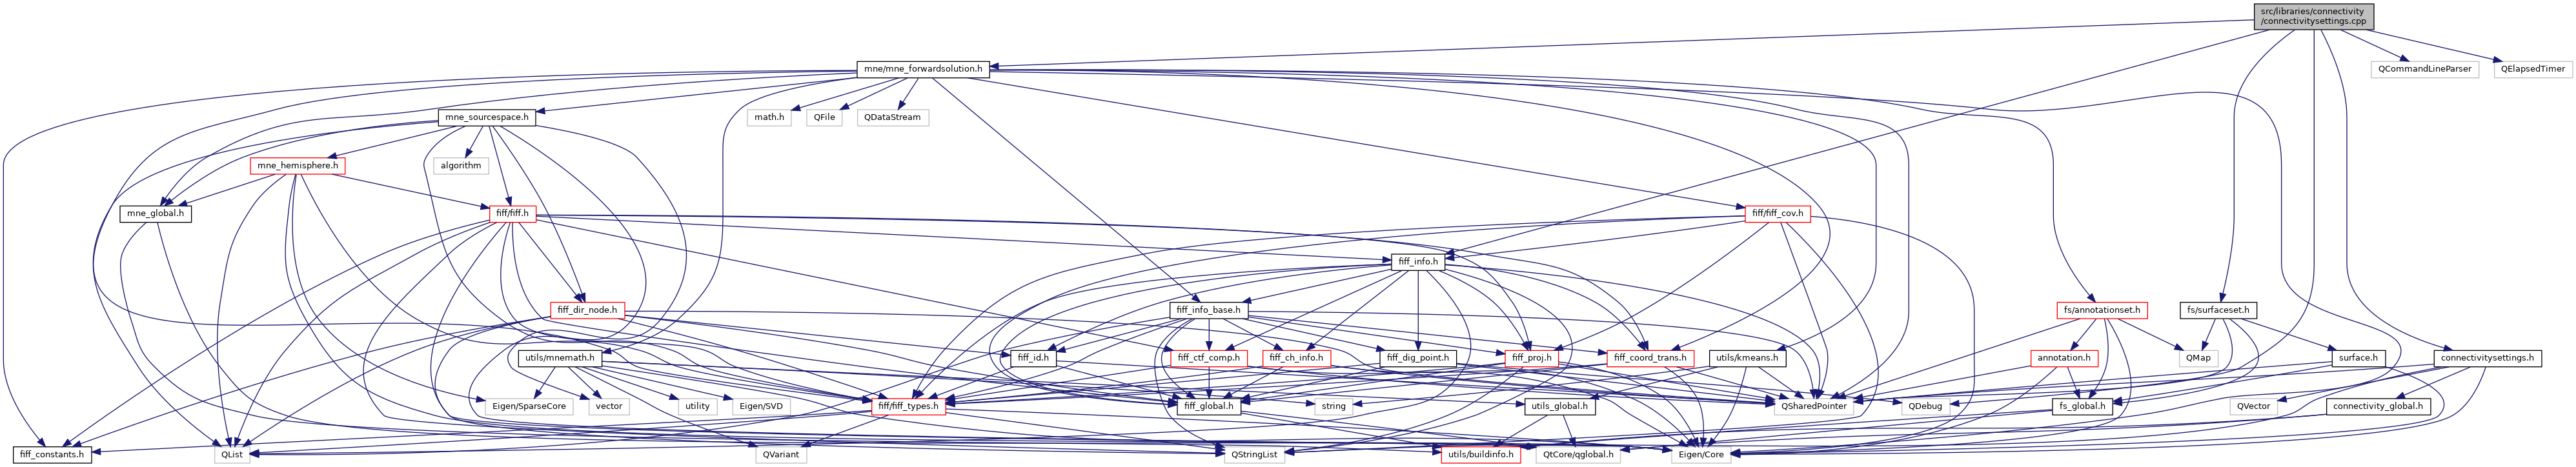 src/libraries/connectivity
/connectivitysettings.cpp
mne/mne_forwardsolution.h
QCommandLineParser
QElapsedTimer
mne_sourcespace.h
math.h
QFile
QDataStream
mne_hemisphere.h
algorithm
mne_global.h
fiff/fiff.h
fiff/fiff_cov.h
fiff_info.h
fiff_dir_node.h
fiff_info_base.h
fs/annotationset.h
fs/surfaceset.h
utils/mnemath.h
fiff_id.h
fiff_ctf_comp.h
fiff_ch_info.h
fiff_dig_point.h
fiff_proj.h
fiff_coord_trans.h
utils/kmeans.h
annotation.h
QMap
surface.h
connectivitysettings.h
Eigen/SparseCore
vector
utility
Eigen/SVD
fiff/fiff_types.h
fiff_global.h
string
utils_global.h
QSharedPointer
QDebug
fs_global.h
QVector
connectivity_global.h
fiff_constants.h
QList
QVariant
QStringList
utils/buildinfo.h
QtCore/qglobal.h
Eigen/Core